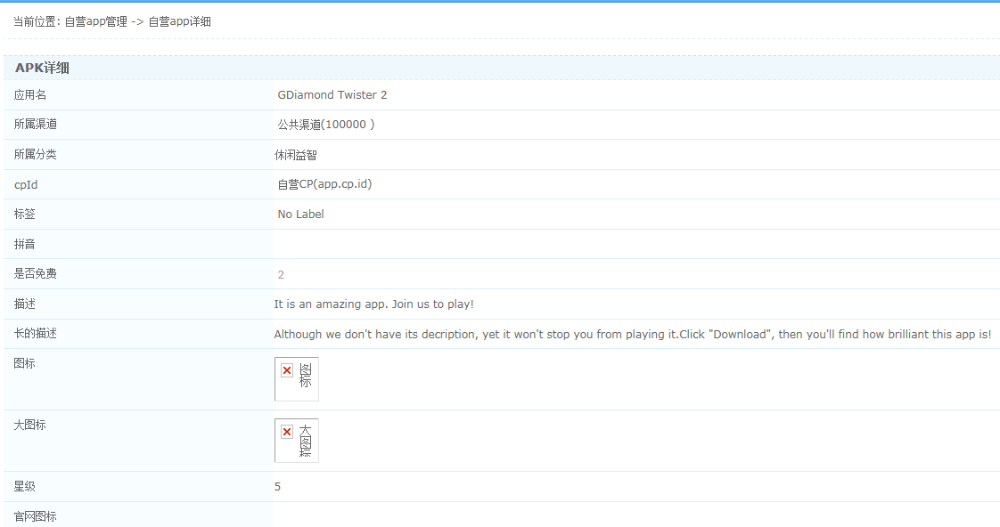 当前位置: 自营app管理 -> 自营app详细
APK详细
应用名 GDiamond Twister 2
所属渠道 公共渠道(100000 )
所属分类 休闲益智
cpId 自营CP(app.cp.id)
标签 No Label
拼音
是否免费 2
描述 It is an amazing app. Join us to play!
长的描述 Although we don't have its decription, yet it won't stop you from playing it.Click "Download", then you'll find how brilliant this app is!
图标 图
标
大图标 大
图
标
星级 5
官网图标